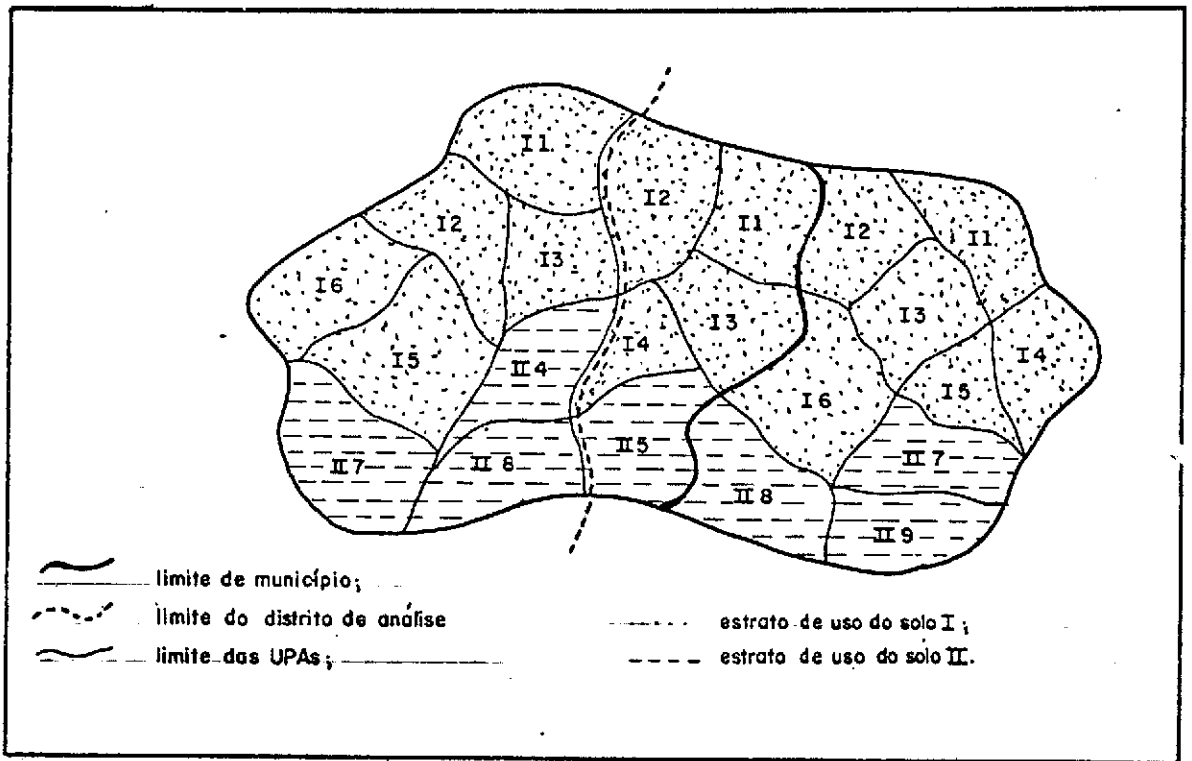 I1
I2
I1
I2
I2
I1
I3
I6
I3
I3
I4
I4
I5
II4
I5
I6
II5
II7
II8
II7
II8
II9
limite de município;
limite do distrito de análise
estrato de uso do solo I;
limite das UPAs;
estrato de uso do solo II.